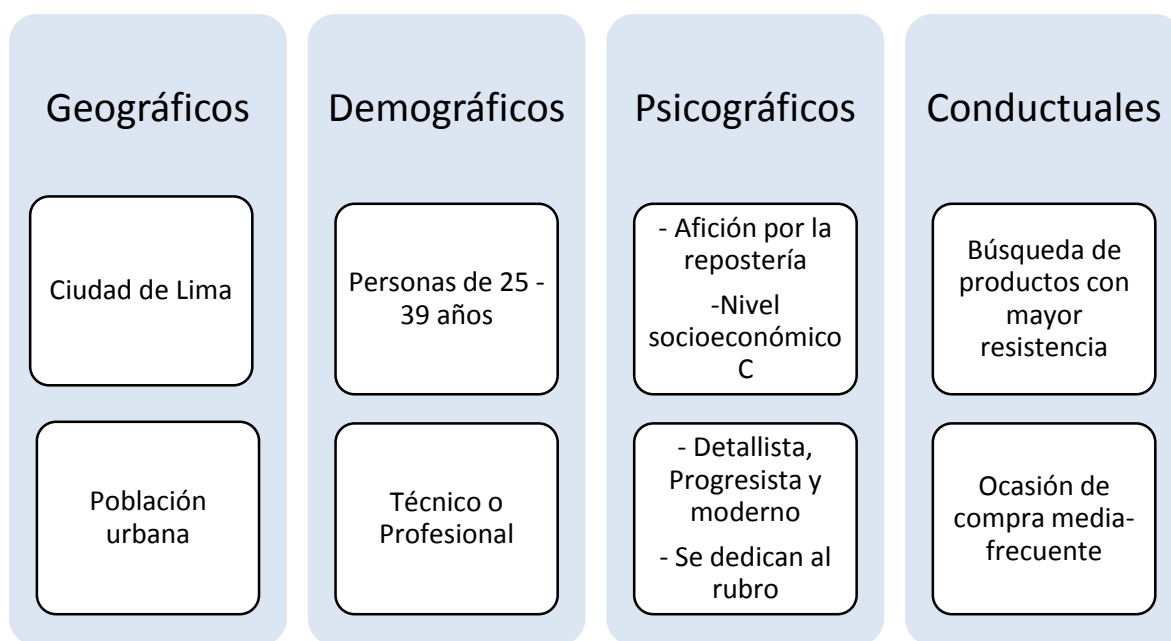 Geográficos
Ciudad de Lima
Población
urbana
Demográficos
Personas de 25 -
39 años
Técnico o
Profesional
Psicográficos
- Afición por la
repostería
-Nivel
socioeconómico
C
- Detallista,
Progresista y
moderno
- Se dedican al
rubro
Conductuales
Búsqueda de
productos con
mayor
resistencia
Ocasión de
compra media-
frecuente